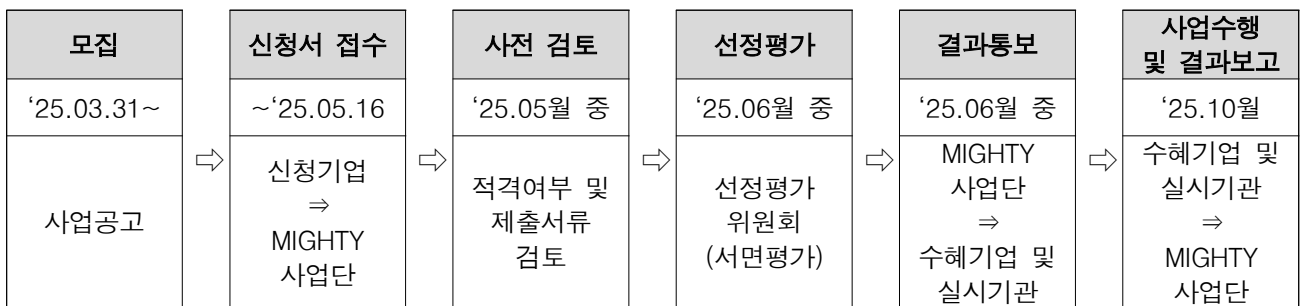 모집
'25.03.31~
사업공고
⇨
신청서 접수
~'25.05.16
신청기업
⇒
MIGHTY
사업단
⇨
사전 검토
'25.05월 중
적격여부 및
제출서류
검토
⇨
선정평가
'25.06월 중
선정평가
위원회
(서면평가)
⇨
결과통보
'25.06월 중
MIGHTY
사업단
⇒
수혜기업 및
실시기관
⇨
사업수행
및 결과보고
'25.10월
수혜기업 및
실시기관
⇒
MIGHTY
사업단